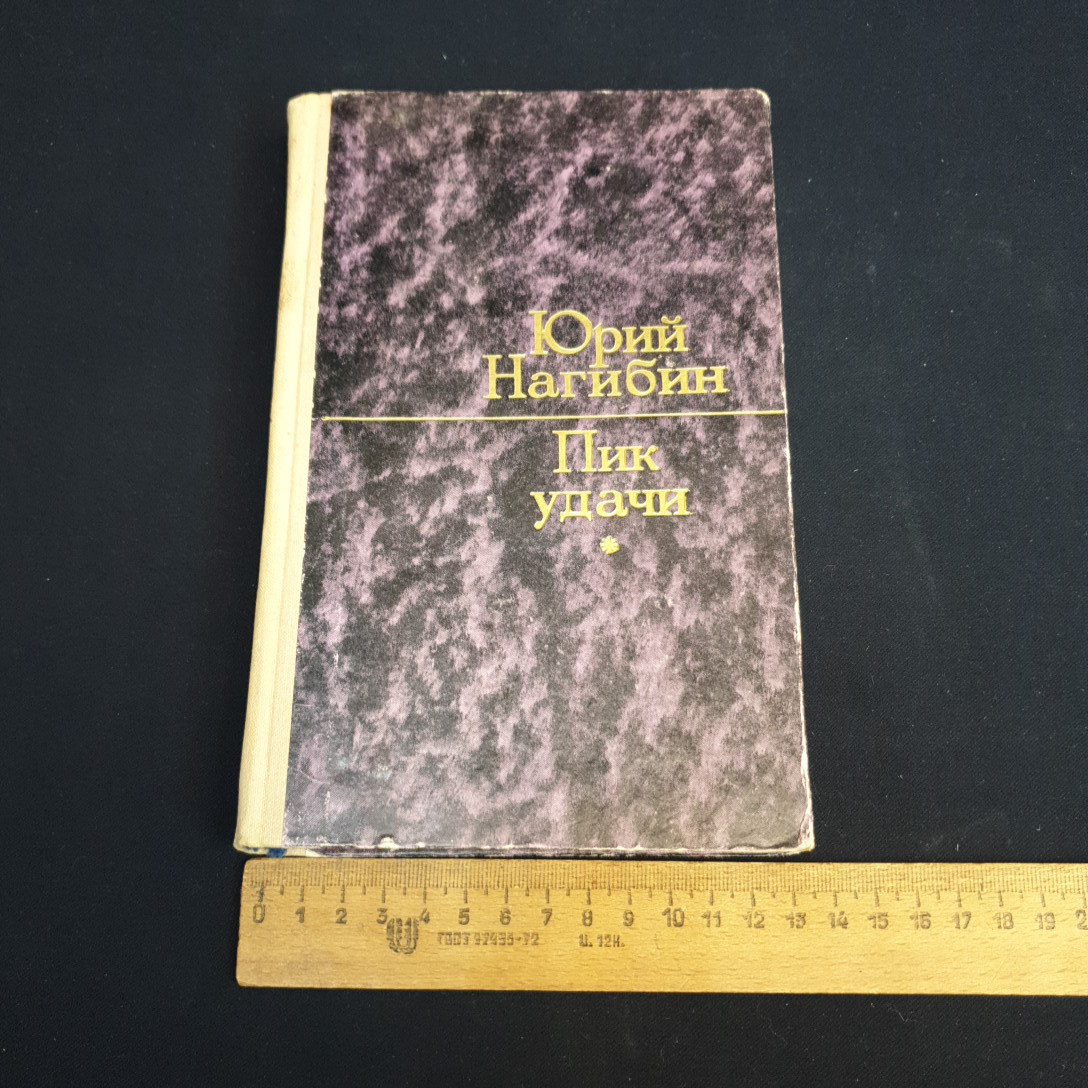 Юрий
Нагибин
Пик
удачи
0 1 2 3 4 5 6 7 8 9 10 11 12 13 14 15 16 17 18 19
ГОСТ 17435-72 Ц. 12к.